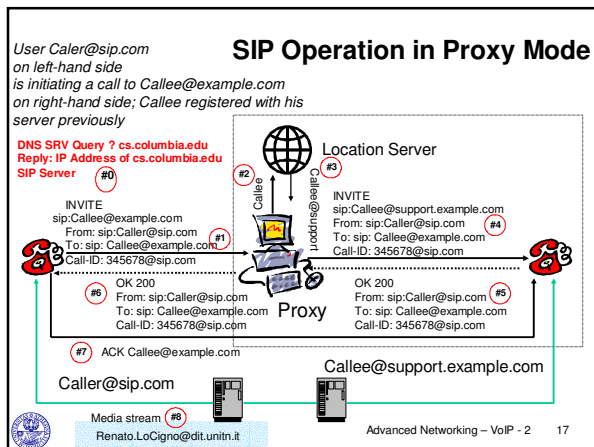 User Caler@sip.com
on left-hand side
is initiating a call to Callee@example.com
on right-hand side; Callee registered with his
server previously
SIP Operation in Proxy Mode
DNS SRV Query ? cs.columbia.edu
Reply: IP Address of cs.columbia.edu
SIP Server
#0
#2
Callee
#3
Callee@support
Location Server
INVITE
sip:Callee@example.com
From: sip:Caller@sip.com
To: sip: Callee@example.com
Call-ID: 345678@sip.com
#1
INVITE
sip:Callee@support.example.com
From: sip:Caller@sip.com
To: sip: Callee@example.com
Call-ID: 345678@sip.com
#4
Proxy
#6
OK 200
From: sip:Caller@sip.com
To: sip: Callee@example.com
Call-ID: 345678@sip.com
OK 200
From: sip:Caller@sip.com
To: sip: Callee@example.com
Call-ID: 345678@sip.com
#5
#7
ACK Callee@example.com
Caller@sip.com
Callee@support.example.com
Media stream
#8
Renato.LoCigno@dit.unitn.it
Advanced Networking – VoIP - 2 17